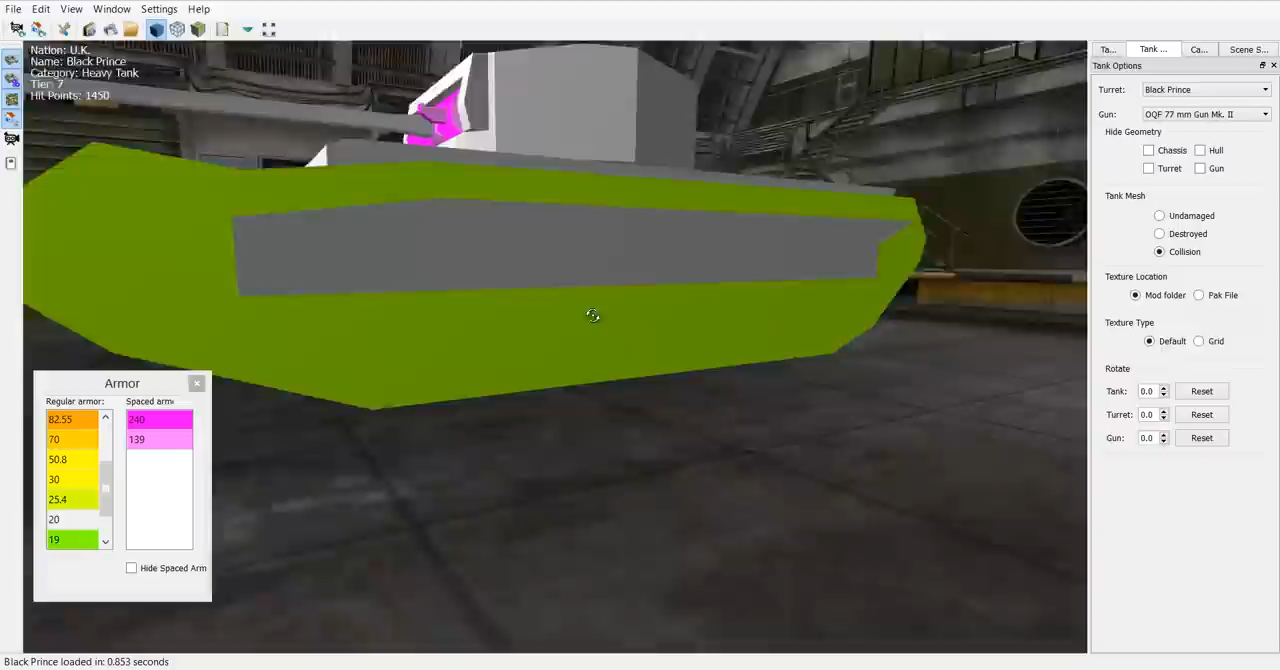 File Edit View Window Settings Help
Nation: U.K.
Name: Black Prince
Category: Heavy Tank
Tier: 7
Hit Points: 1450
Armor
Regular armor: Spaced arm
82.55 240
70 139
50.8
30
25.4
20
19
Hide Spaced Arm
Ta... Tank ... Ca... Scene S...
Tank Options
Turret: Black Prince
Gun: OQF 77 mm Gun Mk. II
Hide Geometry
Chassis Hull
Turret Gun
Tank Mesh
Undamaged
Destroyed
Collision
Texture Location
Mod folder Pak File
Texture Type
Default Grid
Rotate
Tank: 0.0 Reset
Turret: 0.0 Reset
Gun: 0.0 Reset
Black Prince loaded in: 0.853 seconds